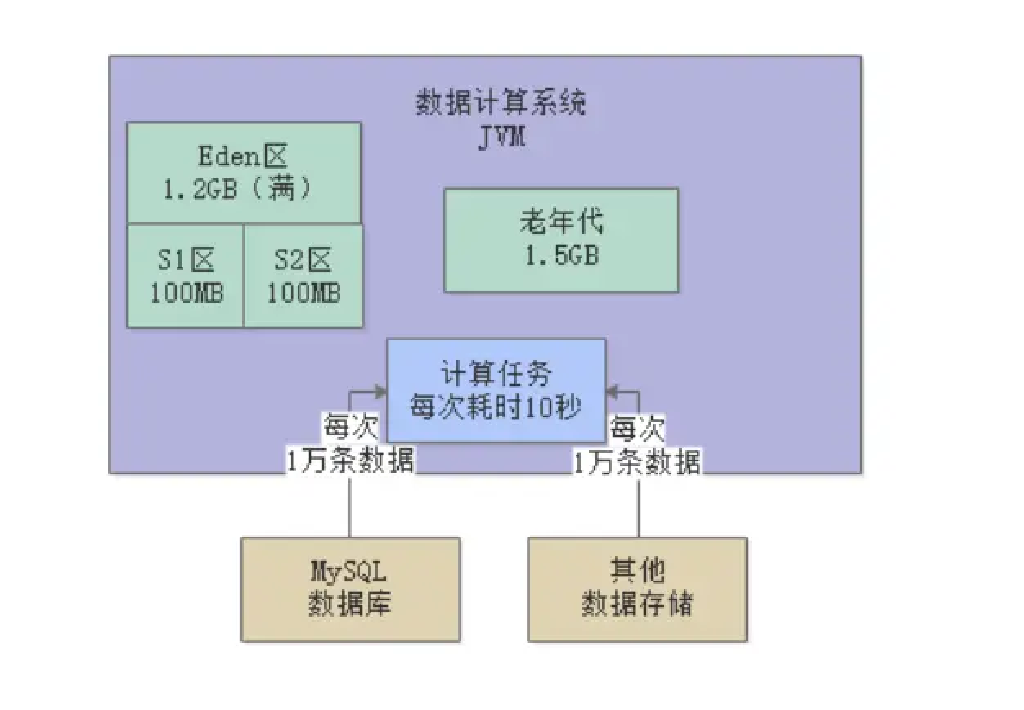 数据计算系统
JVM
Eden区
1.2GB（满）
S1区
100MB
S2区
100MB
老年代
1.5GB
计算任务
每次耗时10秒
每次
1万条数据
每次
1万条数据
MySQL
数据库
其他
数据存储